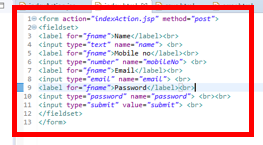 1 <form action="indexAction.jsp" method="post">
2 <fieldset>
3 <label for="fname">Name</label><br>
4 <input type="text" name="name"> <br>
5 <label for="fname">Mobile no</label><br>
6 <input type="number" name="mobileNo"> <br>
7 <label for="fname">Email</label><br>
8 <input type="email" name="email"> <br>
9 <label for="fname">Password</label><br>
10 <input type="password" name="password"> <br><br>
11 <input type="submit" value="submit"> <br>
12 </fieldset>
13 </form>